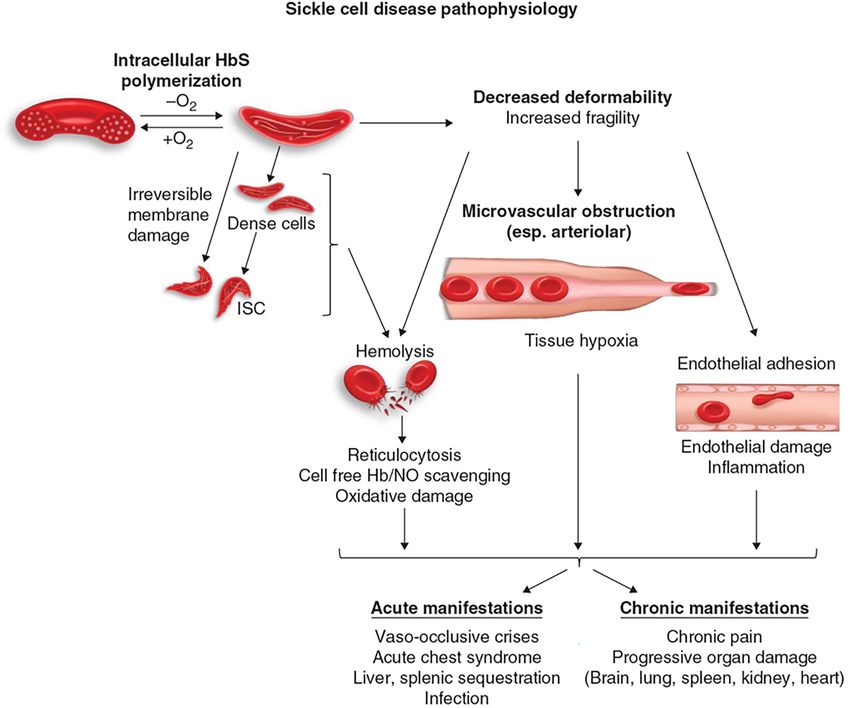 Sickle cell disease pathophysiology
Intracellular HbS
polymerization
–O₂
+O₂
Decreased deformability
Increased fragility
Irreversible
membrane
damage
Dense cells
ISC
Microvascular obstruction
(esp. arteriolar)
Tissue hypoxia
Hemolysis
Reticulocytosis
Cell free Hb/NO scavenging
Oxidative damage
Endothelial adhesion
Endothelial damage
Inflammation
Acute manifestations
Vaso-occlusive crises
Acute chest syndrome
Liver, splenic sequestration
Infection
Chronic manifestations
Chronic pain
Progressive organ damage
(Brain, lung, spleen, kidney, heart)